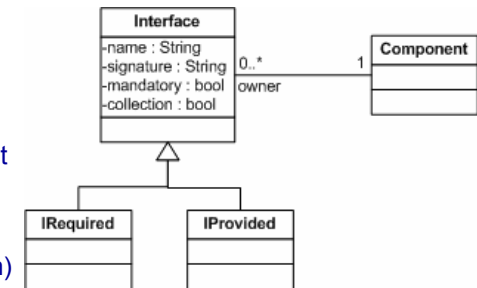 Interface
-name : String
-signature : String
-mandatory : bool
-collection : bool
0..*
1
owner
Component
t
IRequired
IProvided
n)